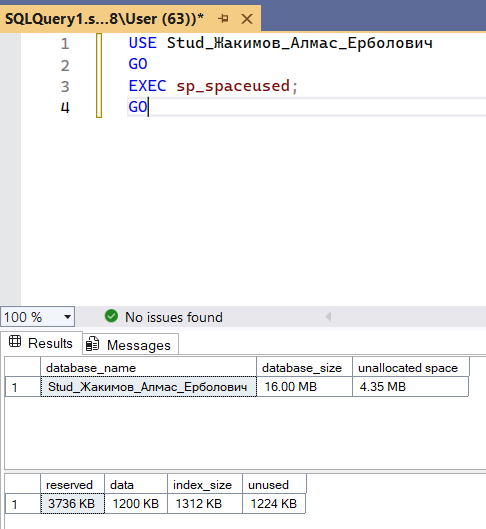 SQLQuery1.s...8\User (63))*
1 USE Stud_Жакимов_Алмас_Ерболович
2 GO
3 EXEC sp_spaceused;
4 GO
100 % No issues found
Results Messages
database_name database_size unallocated space
1 Stud_Жакимов_Алмас_Ерболович 16.00 MB 4.35 MB
reserved data index_size unused
1 3736 KB 1200 KB 1312 KB 1224 KB